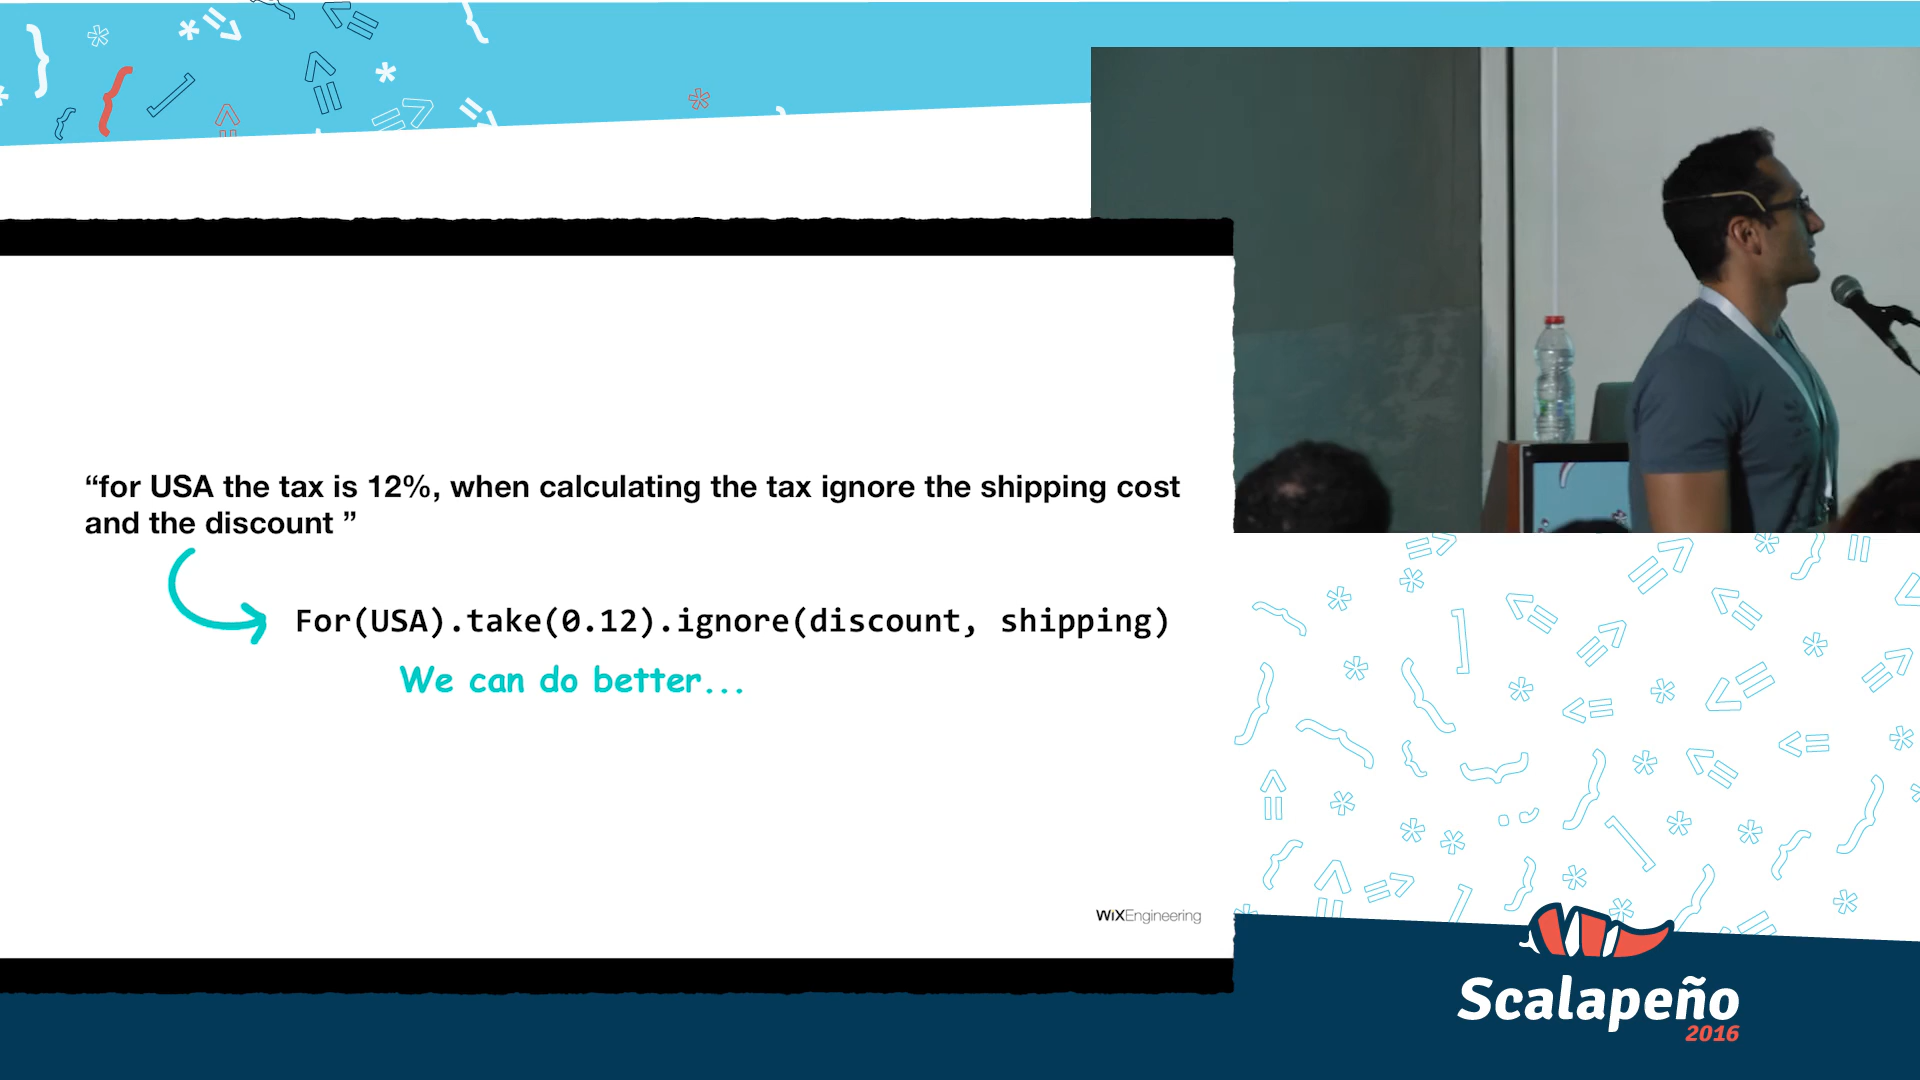 “for USA the tax is 12%, when calculating the tax ignore the shipping cost
and the discount ”
For(USA).take(0.12).ignore(discount, shipping)
We can do better...
WiXEngineering
Scalapeño
2016